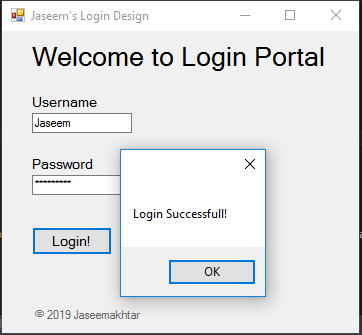 Jaseem's Login Design
Welcome to Login Portal
Username
Jaseem
Password
*********
Login Successfull!
Login!
OK
© 2019 Jaseemakhtar